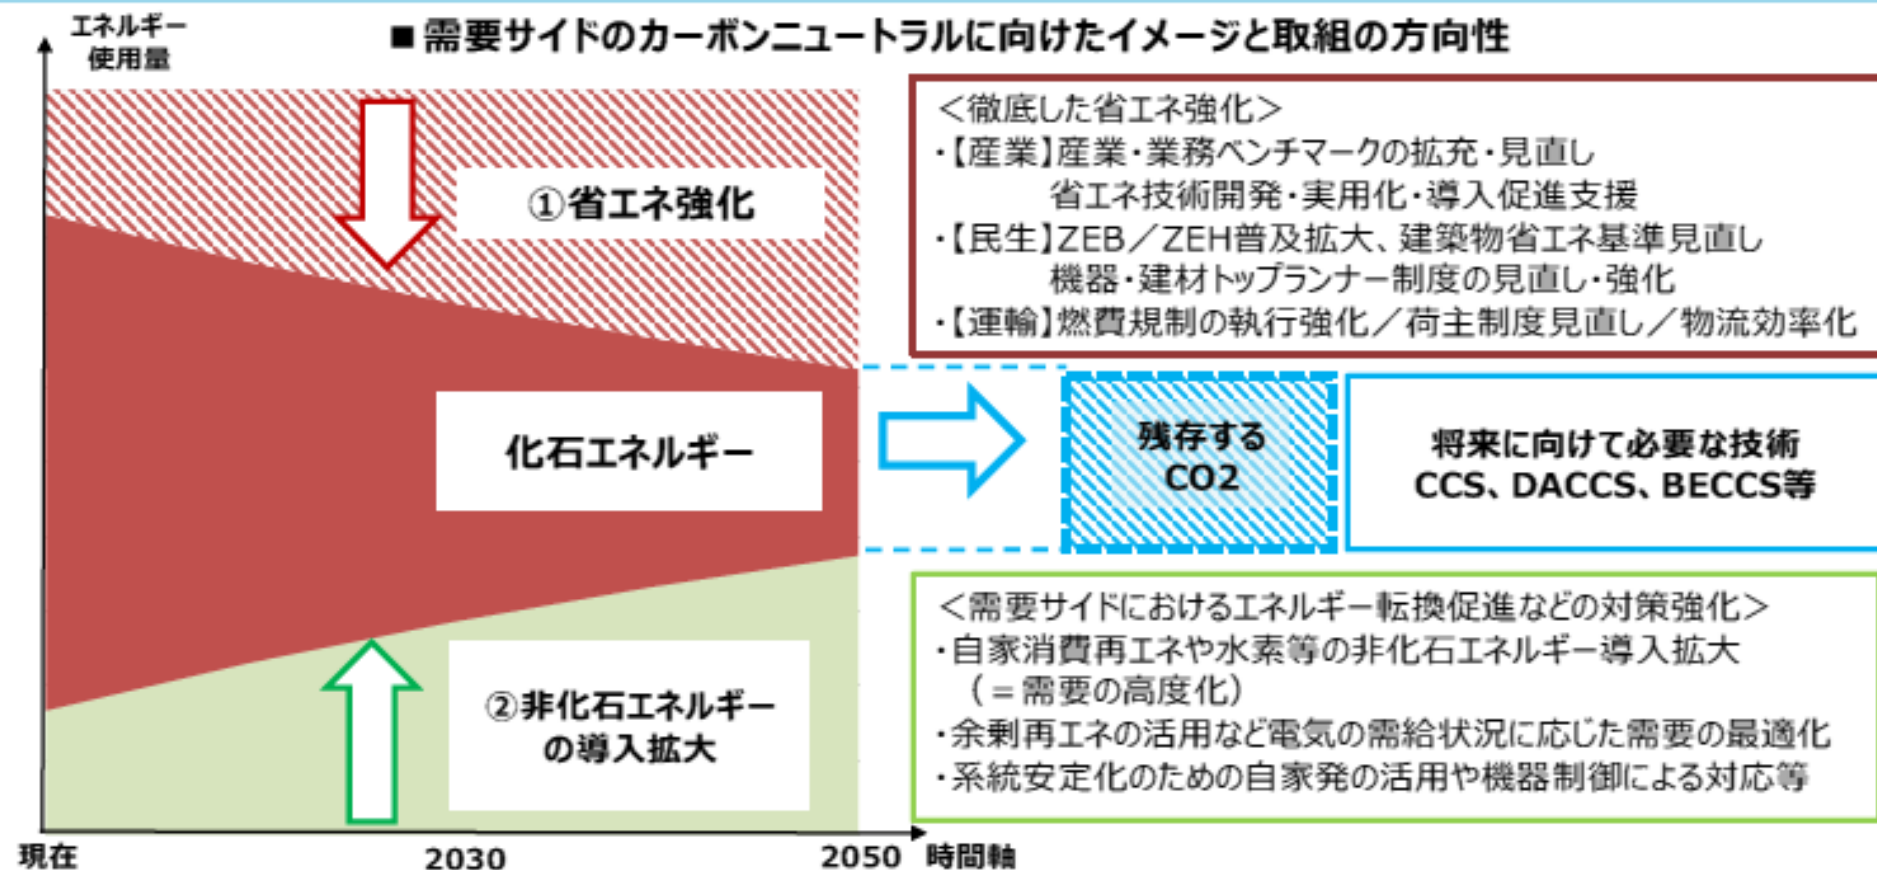 エネルギー
使用量
■需要サイドのカーボンニュートラルに向けたイメージと取組の方向性
①省エネ強化
化石エネルギー
②非化石エネルギー
の導入拡大
現在
2030
2050
時間軸
＜徹底した省エネ強化＞
・【産業】産業・業務ベンチマークの拡充・見直し
省エネ技術開発・実用化・導入促進支援
・【民生】ZEB／ZEH普及拡大、建築物省エネ基準見直し
機器・建材トップランナー制度の見直し・強化
・【運輸】燃費規制の執行強化／荷主制度見直し／物流効率化
残存する
CO2
将来に向けて必要な技術
CCS、DACCS、BECCS等
＜需要サイドにおけるエネルギー転換促進などの対策強化＞
・自家消費再エネや水素等の非化石エネルギー導入拡大
（＝需要の高度化）
・余剰再エネの活用など電気の需給状況に応じた需要の最適化
・系統安定化のための自家発の活用や機器制御による対応等